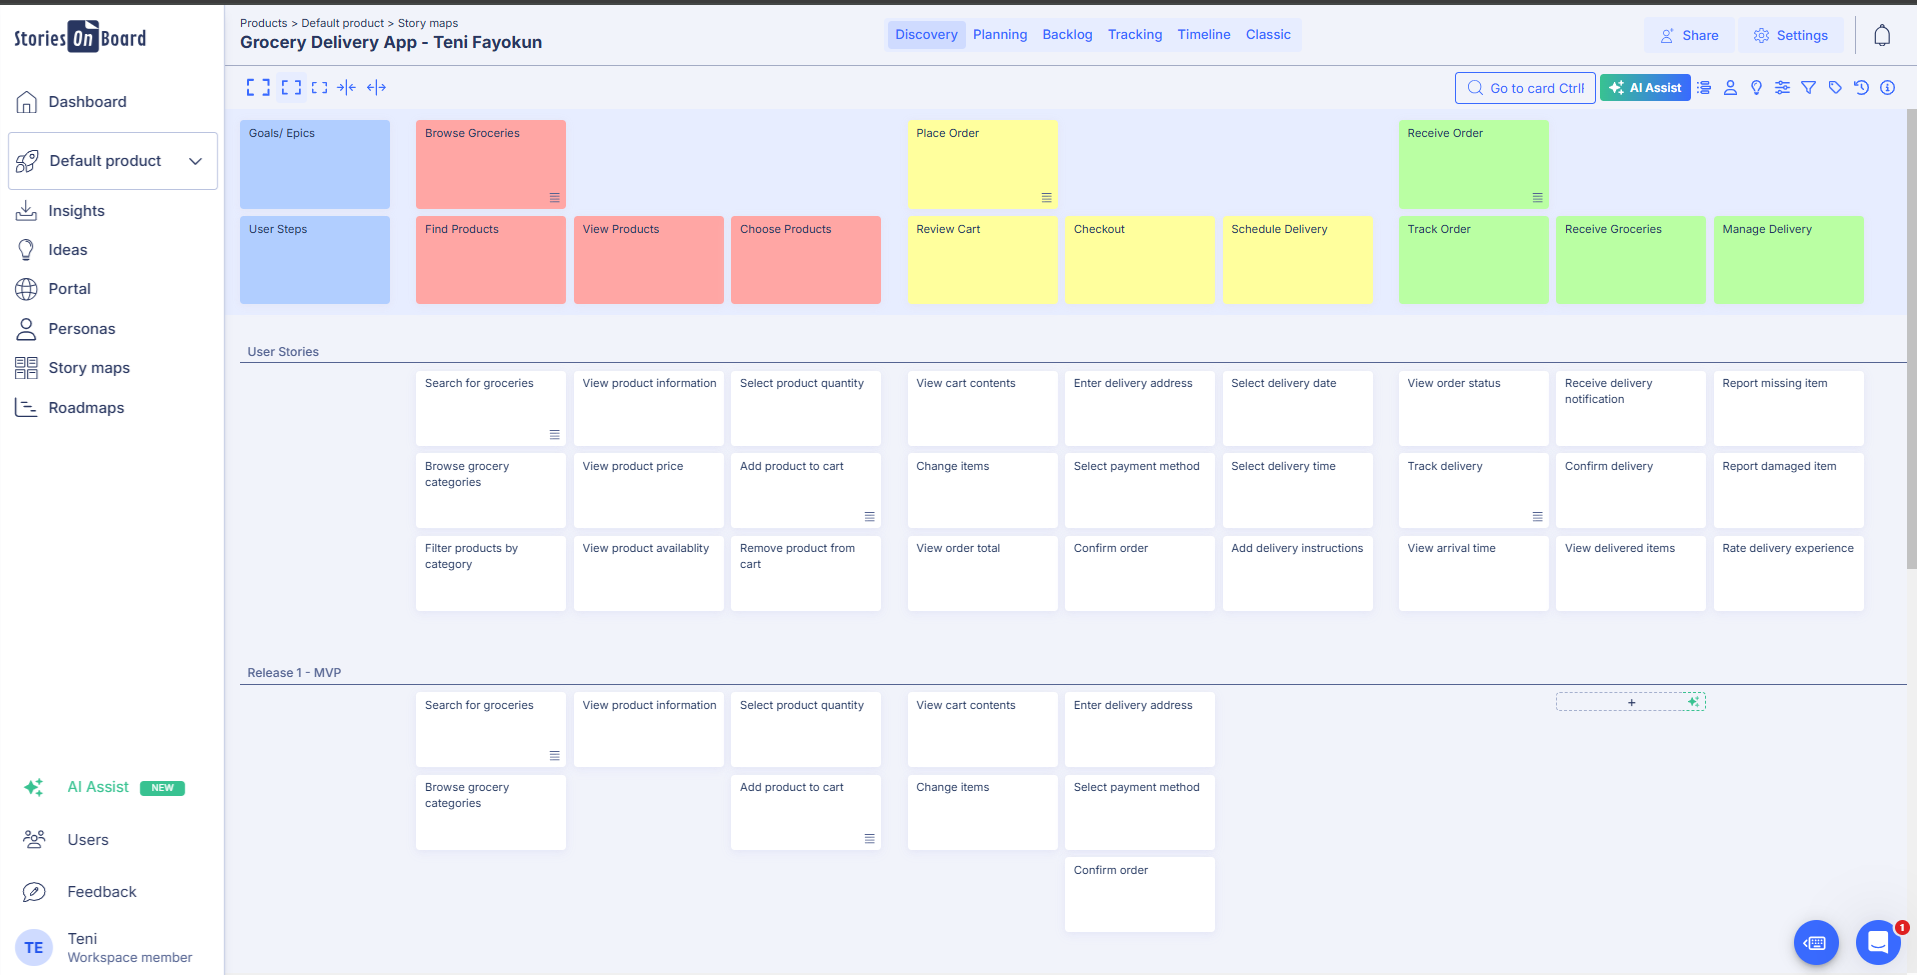 Stories On Board
Products > Default product > Story maps
Grocery Delivery App - Teni Fayokun
Discovery
Planning
Backlog
Tracking
Timeline
Classic
Share
Settings
Dashboard
Default product
Insights
Ideas
Portal
Personas
Story maps
Roadmaps
AI Assist NEW
Users
Feedback
TE
Teni
Workspace member
Go to card Ctrl
AI Assist
Goals/ Epics
Browse Groceries
Place Order
Receive Order
User Steps
Find Products
View Products
Choose Products
Review Cart
Checkout
Schedule Delivery
Track Order
Receive Groceries
Manage Delivery
User Stories
Search for groceries
View product information
Select product quantity
View cart contents
Enter delivery address
Select delivery date
View order status
Receive delivery
notification
Report missing item
Browse grocery
categories
View product price
Add product to cart
Change items
Select payment method
Select delivery time
Track delivery
Confirm delivery
Report damaged item
Filter products by
category
View product availablity
Remove product from
cart
View order total
Confirm order
Add delivery instructions
View arrival time
View delivered items
Rate delivery experience
Release 1 - MVP
Search for groceries
View product information
Select product quantity
View cart contents
Enter delivery address
+
Browse grocery
categories
Add product to cart
Change items
Select payment method
Confirm order
1